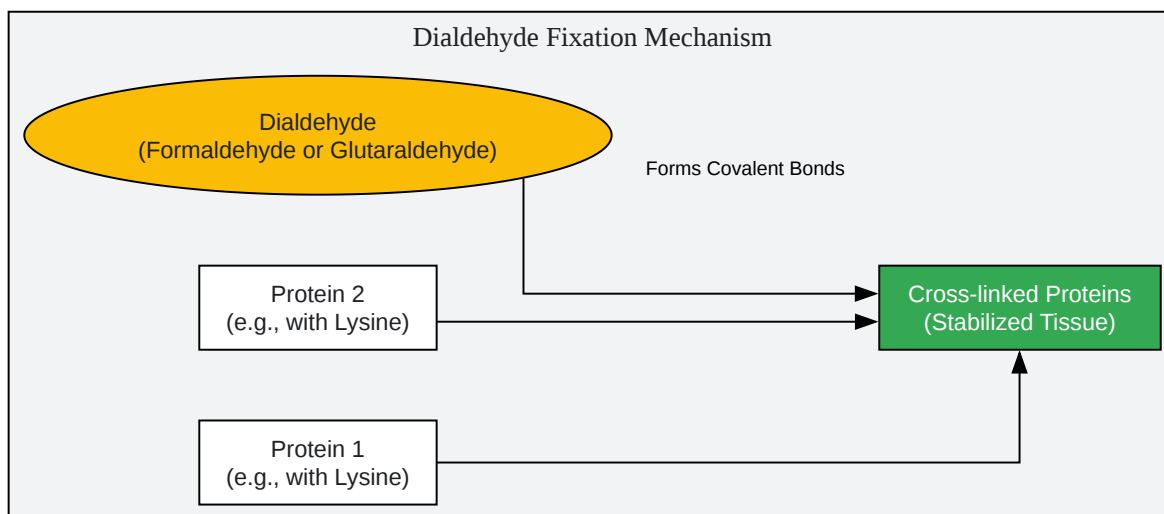 Dialdehyde Fixation Mechanism
Dialdehyde
(Formaldehyde or Glutaraldehyde)
Forms Covalent Bonds
Protein 2
(e.g., with Lysine)
Cross-linked Proteins
(Stabilized Tissue)
Protein 1
(e.g., with Lysine)